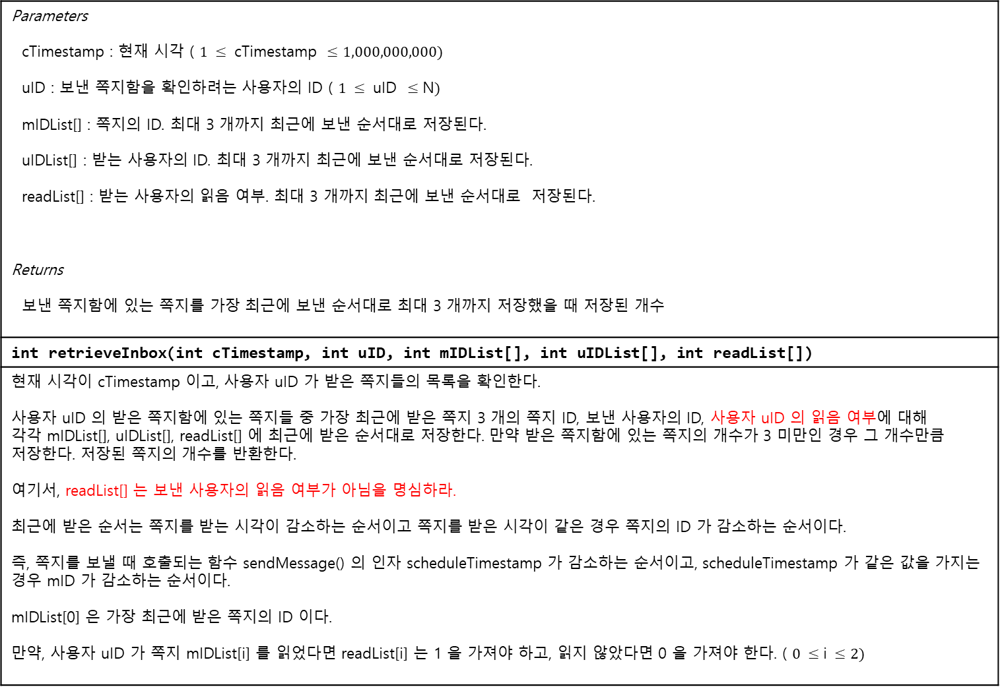 Parameters
cTimestamp : 현재 시각 ( 1 ≤ cTimestamp ≤ 1,000,000,000)
uID : 보낸 쪽지함을 확인하려는 사용자의 ID ( 1 ≤ uID ≤ N)
mIDList[] : 쪽지의 ID. 최대 3 개까지 최근에 보낸 순서대로 저장된다.
uIDList[] : 받는 사용자의 ID. 최대 3 개까지 최근에 보낸 순서대로 저장된다.
readList[] : 받는 사용자의 읽음 여부. 최대 3 개까지 최근에 보낸 순서대로 저장된다.
Returns
보낸 쪽지함에 있는 쪽지를 가장 최근에 보낸 순서대로 최대 3 개까지 저장했을 때 저장된 개수
int retrieveInbox(int cTimestamp, int uID, int mIDList[], int uIDList[], int readList[])
현재 시각이 cTimestamp 이고, 사용자 uID 가 받은 쪽지들의 목록을 확인한다.
사용자 uID 의 받은 쪽지함에 있는 쪽지들 중 가장 최근에 받은 쪽지 3 개의 쪽지 ID, 보낸 사용자의 ID, 사용자 uID 의 읽음 여부에 대해
각각 mIDList[], uIDList[], readList[] 에 최근에 받은 순서대로 저장한다. 만약 받은 쪽지함에 있는 쪽지의 개수가 3 미만인 경우 그 개수만큼
저장한다. 저장된 쪽지의 개수를 반환한다.
여기서, readList[] 는 보낸 사용자의 읽음 여부가 아님을 명심하라.
최근에 받은 순서는 쪽지를 받는 시각이 감소하는 순서이고 쪽지를 받은 시각이 같은 경우 쪽지의 ID 가 감소하는 순서이다.
즉, 쪽지를 보낼 때 호출되는 함수 sendMessage() 의 인자 scheduleTimestamp 가 감소하는 순서이고, scheduleTimestamp 가 같은 값을 가지는
경우 mID 가 감소하는 순서이다.
mIDList[0] 은 가장 최근에 받은 쪽지의 ID 이다.
만약, 사용자 uID 가 쪽지 mIDList[i] 를 읽었다면 readList[i] 는 1 을 가져야 하고, 읽지 않았다면 0 을 가져야 한다. ( 0 ≤ i ≤ 2)